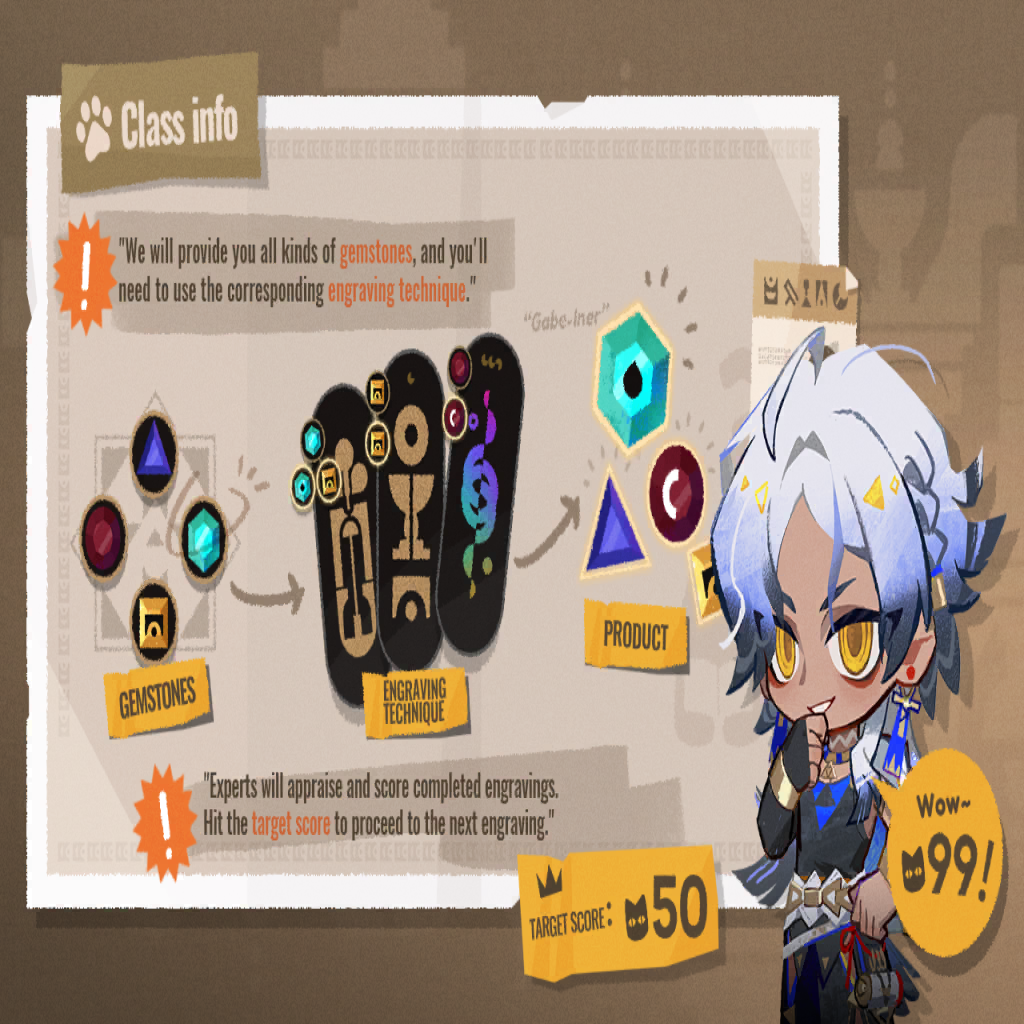 Class info
"We will provide you all kinds of gemstones, and you'll
need to use the corresponding engraving technique."
"Gabe-iner"
GEMSTONES
ENGRAVING
TECHNIQUE
PRODUCT
"Experts will appraise and score completed engravings.
Hit the target score to proceed to the next engraving."
TARGET SCORE: 50
Wow~
99!